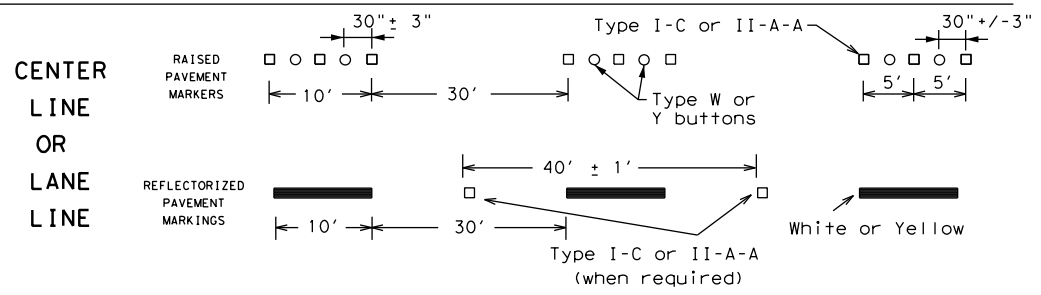 CENTER
LINE
OR
LANE
LINE
RAISED
PAVEMENT
MARKERS
30"± 3"
Type I-C or II-A-A
30"+/-3"
10'
30'
Type W or
Y buttons
5'
5'
REFLECTORIZED
PAVEMENT
MARKINGS
40' ± 1'
10'
30'
Type I-C or II-A-A
(when required)
White or Yellow